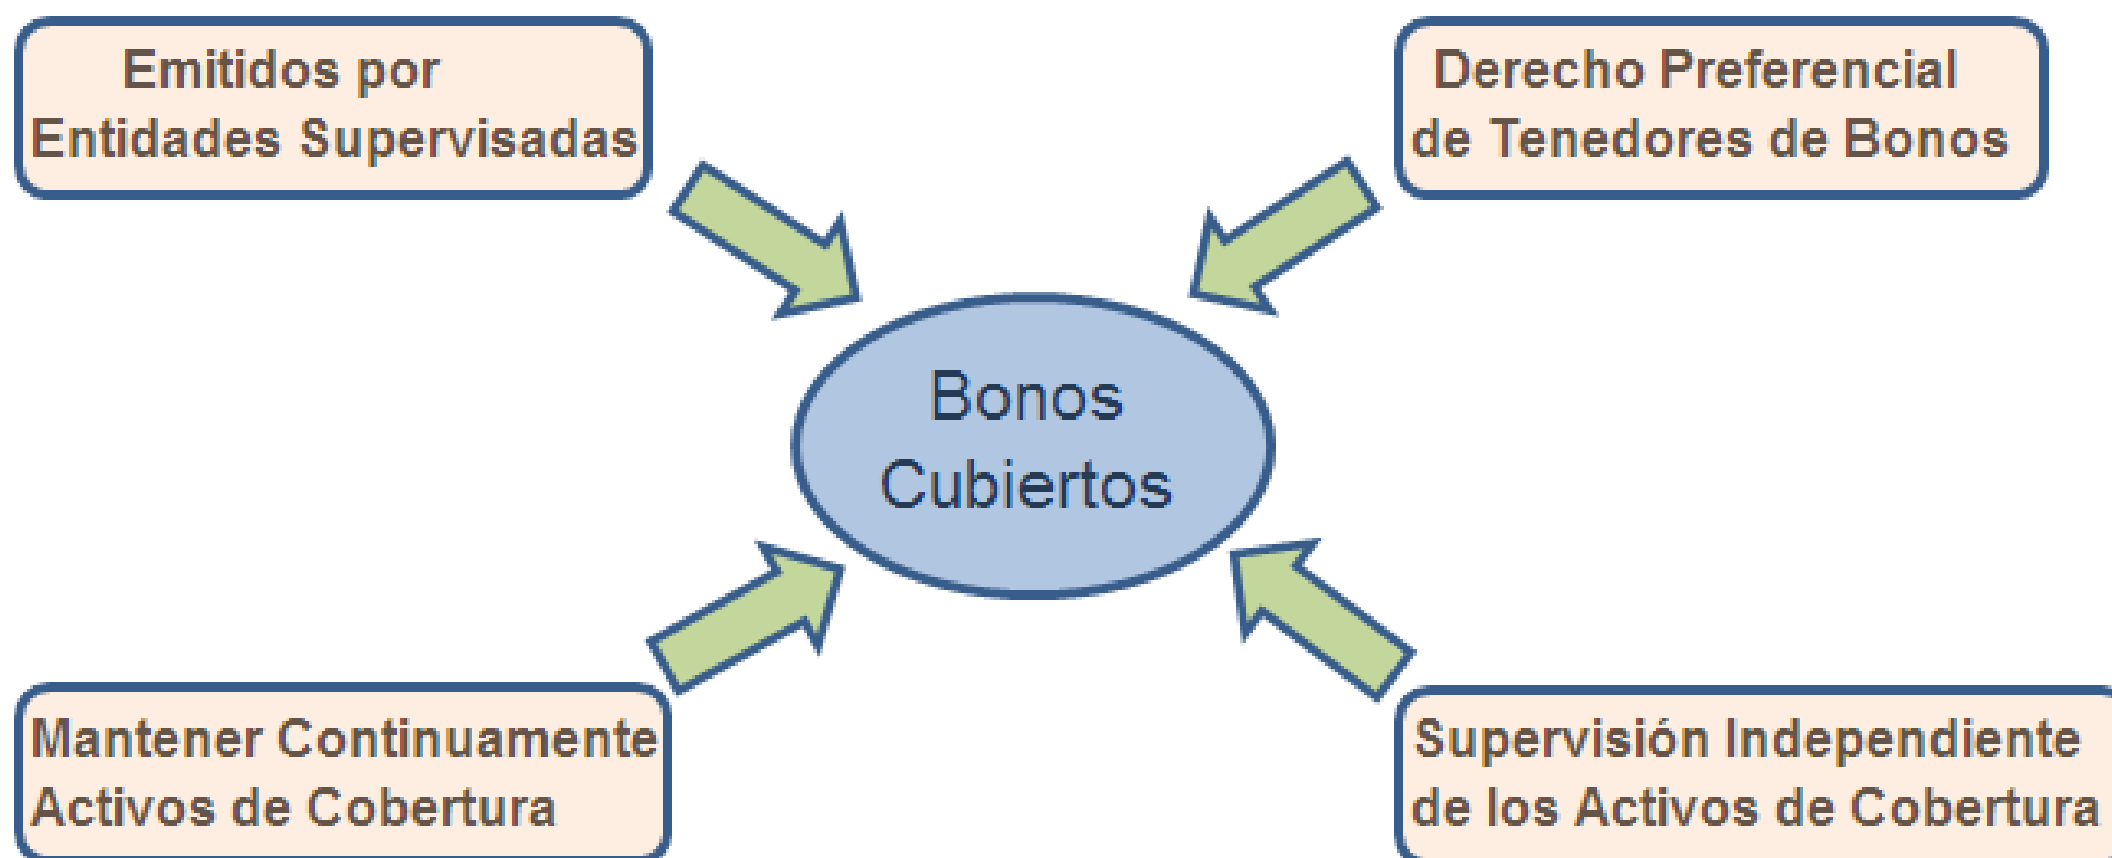 Emitidos por
Entidades Supervisadas
Derecho Preferencial
de Tenedores de Bonos
Bonos
Cubiertos
Mantener Continuamente
Activos de Cobertura
Supervisión Independiente
de los Activos de Cobertura